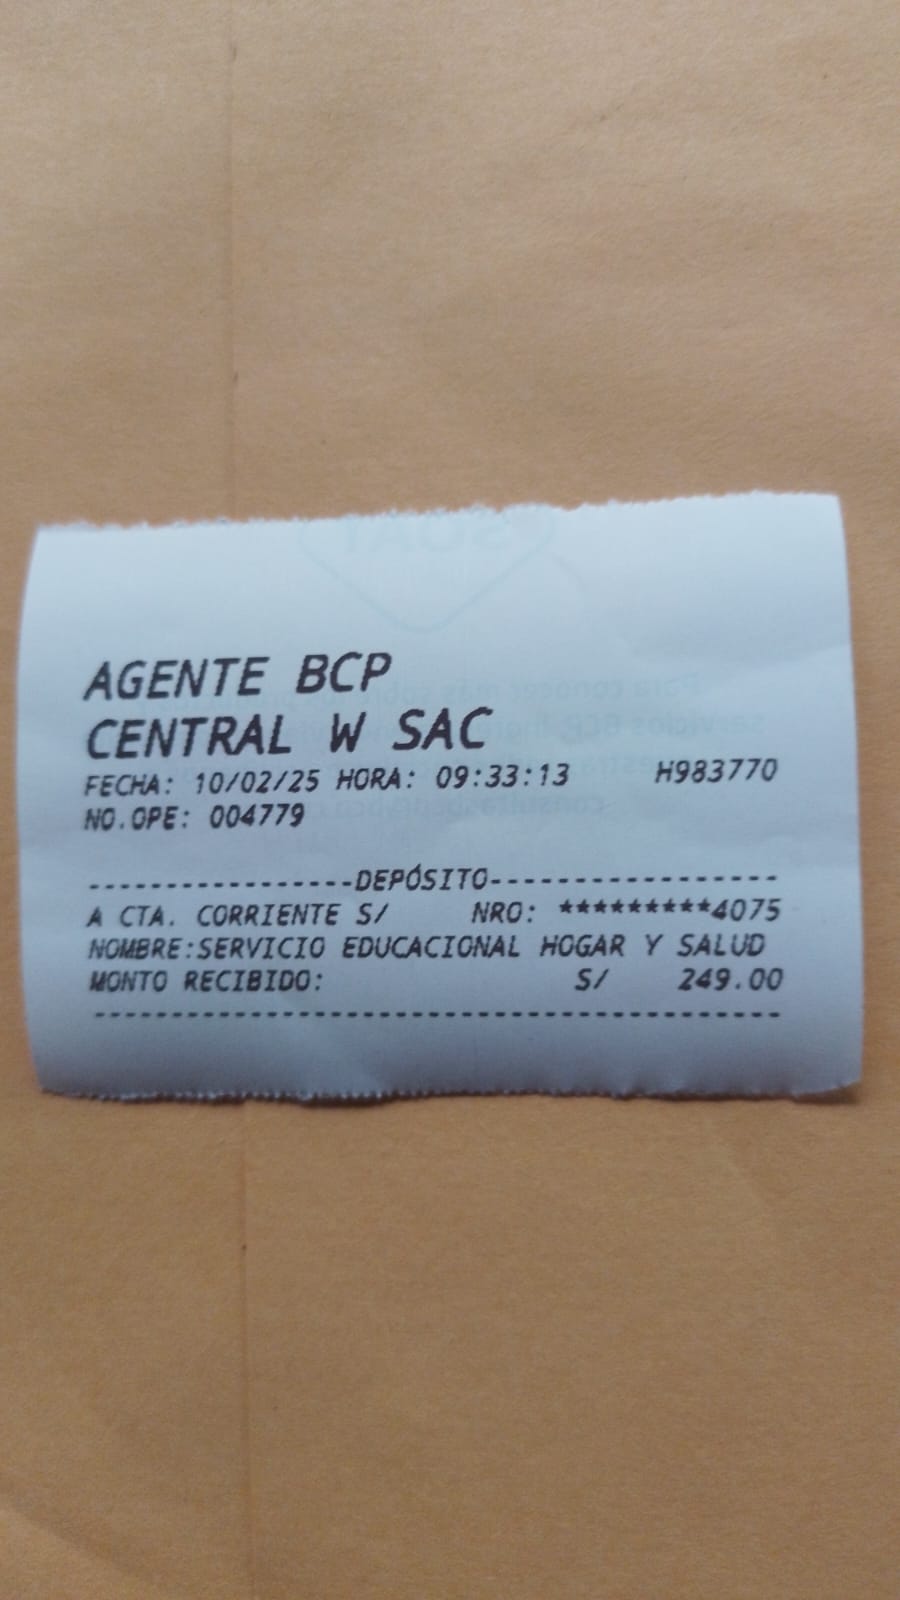 AGENTE BCP
CENTRAL W SAC
FECHA: 10/02/25 HORA: 09:33:13 H983770
NO.OPE: 004779
-----------------DEPÓSITO------------------
A CTA. CORRIENTE S/ NRO: *********4075
NOMBRE:SERVICIO EDUCACIONAL HOGAR Y SALUD
MONTO RECIBIDO: S/ 249.00
--------------------------------------------